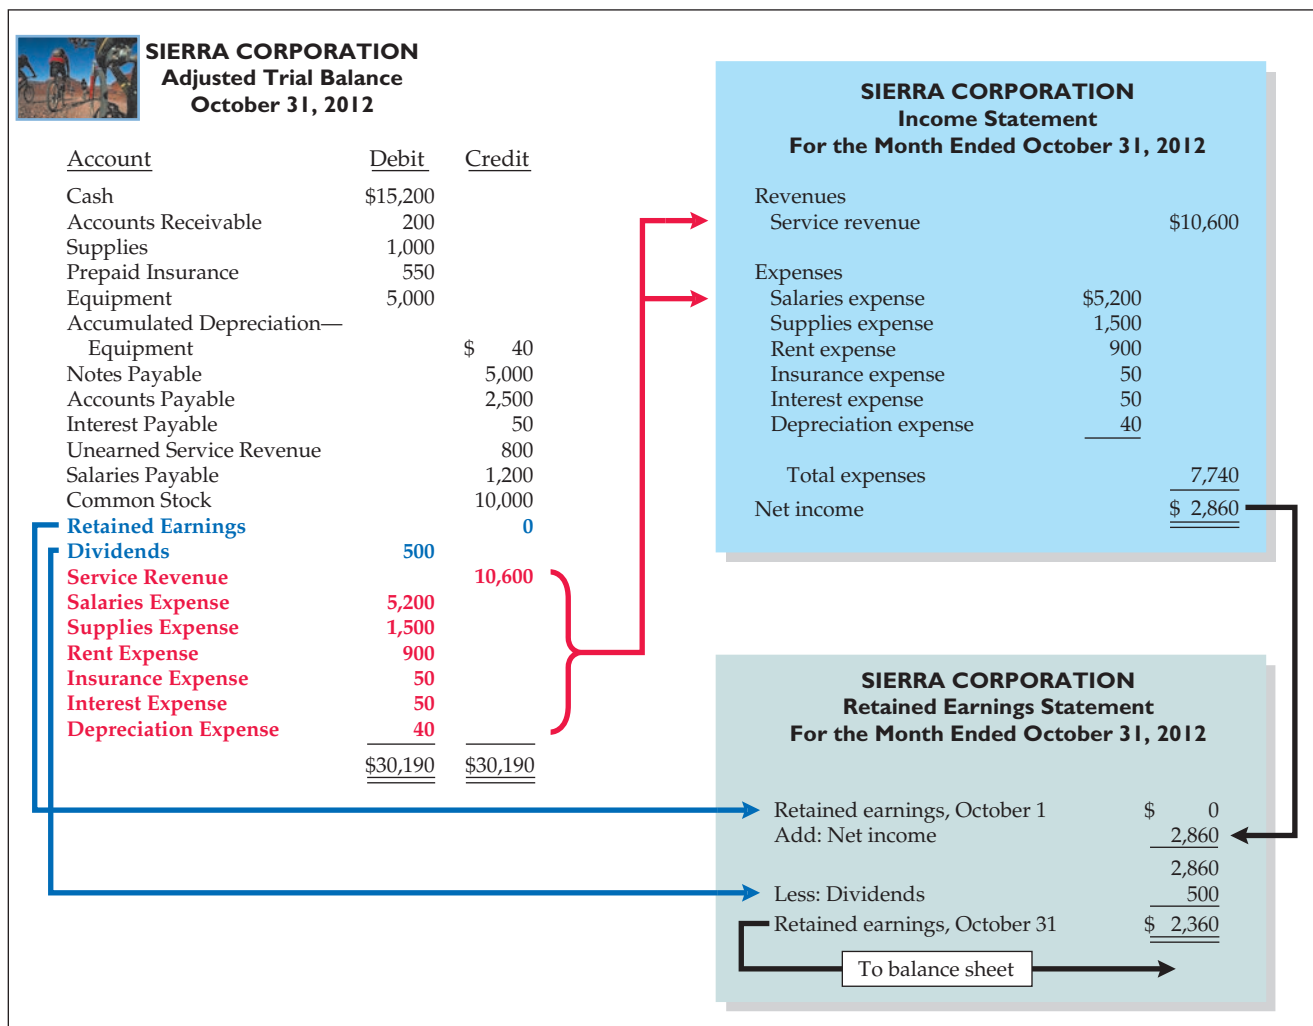 SIERRA CORPORATION
Adjusted Trial Balance
October 31, 2012
Account Debit Credit
Cash $15,200
Accounts Receivable 200
Supplies 1,000
Prepaid Insurance 550
Equipment 5,000
Accumulated Depreciation—
Equipment $ 40
Notes Payable 5,000
Accounts Payable 2,500
Interest Payable 50
Unearned Service Revenue 800
Salaries Payable 1,200
Common Stock 10,000
Retained Earnings 0
Dividends 500
Service Revenue 10,600
Salaries Expense 5,200
Supplies Expense 1,500
Rent Expense 900
Insurance Expense 50
Interest Expense 50
Depreciation Expense 40
$30,190 $30,190
SIERRA CORPORATION
Income Statement
For the Month Ended October 31, 2012
Revenues
Service revenue $10,600
Expenses
Salaries expense $5,200
Supplies expense 1,500
Rent expense 900
Insurance expense 50
Interest expense 50
Depreciation expense 40
Total expenses 7,740
Net income $ 2,860
SIERRA CORPORATION
Retained Earnings Statement
For the Month Ended October 31, 2012
Retained earnings, October 1 $ 0
Add: Net income 2,860
2,860
Less: Dividends 500
Retained earnings, October 31 $ 2,360
To balance sheet